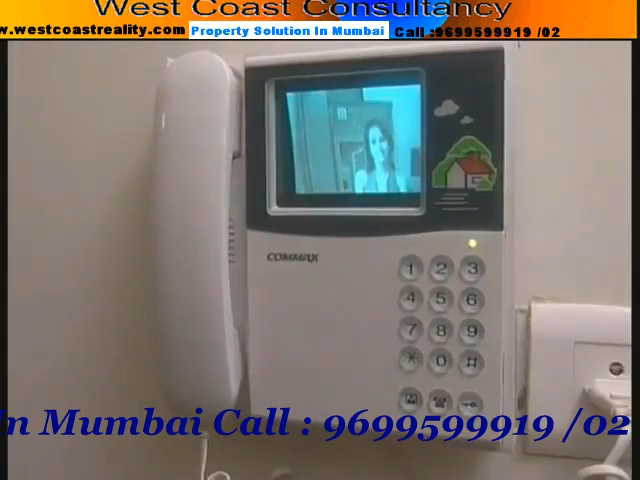 West Coast Consultancy
w.westcoastreality.com Property Solution In Mumbai Call :9699599919 /02
COMMAX
1 2 3
4 5 6
7 8 9
* 0 #
M
In Mumbai Call : 9699599919 /02